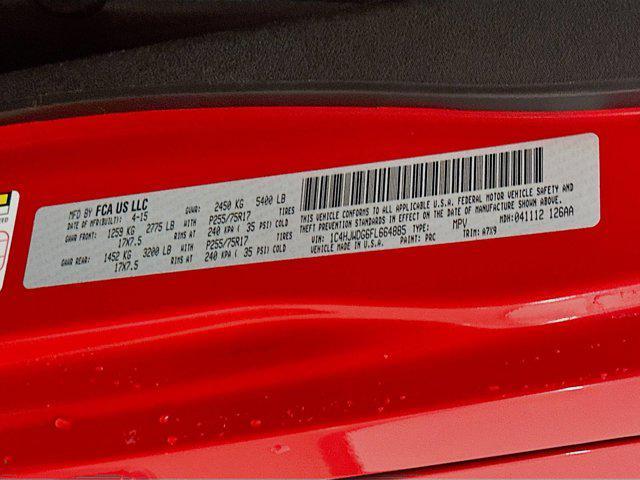 MFD BY FCA US LLC GVWR: 2450 KG 5400 LB
DATE OF MFD(BUILT): 4-15
GAWR FRONT: 1259 KG 2775 LB WITH P255/75R17 TIRES
17X7.5 RIMS AT 240 KPA ( 35 PSI) COLD
GAWR REAR: 1452 KG 3200 LB WITH P255/75R17 TIRES
17X7.5 RIMS AT 240 KPA ( 35 PSI) COLD
THIS VEHICLE CONFORMS TO ALL APPLICABLE U.S.A. FEDERAL MOTOR VEHICLE SAFETY AND
THEFT PREVENTION STANDARDS IN EFFECT ON THE DATE OF MANUFACTURE SHOWN ABOVE.
VIN: 1C4HJWDG6FL664885 TYPE: MPV MDH: 041112 126AA
VEHICLE MADE IN U.S.A. PAINT: PRC TRIM: A7X9